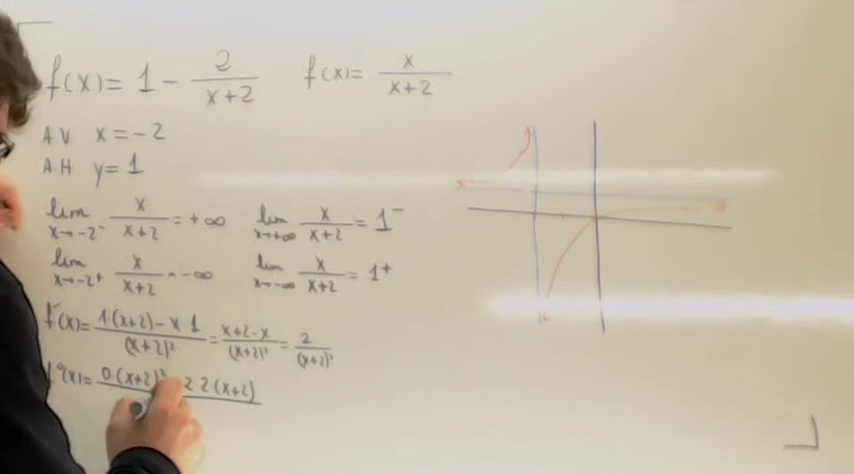 f(x)= 1 - 2/(x+2) f(x)= x/(x+2)
AV x=-2
AH y=1
lim x→-2⁻ x/(x+2) = +∞ lim x→+∞ x/(x+2) = 1⁻
lim x→-2⁺ x/(x+2) = -∞ lim x→-∞ x/(x+2) = 1⁺
f'(x)= (1(x+2)-x 1)/(x+2)² = (x+2-x)/(x+2)² = 2/(x+2)²
f''(x)= 0·(x+2)² - 2 2·(x+2)